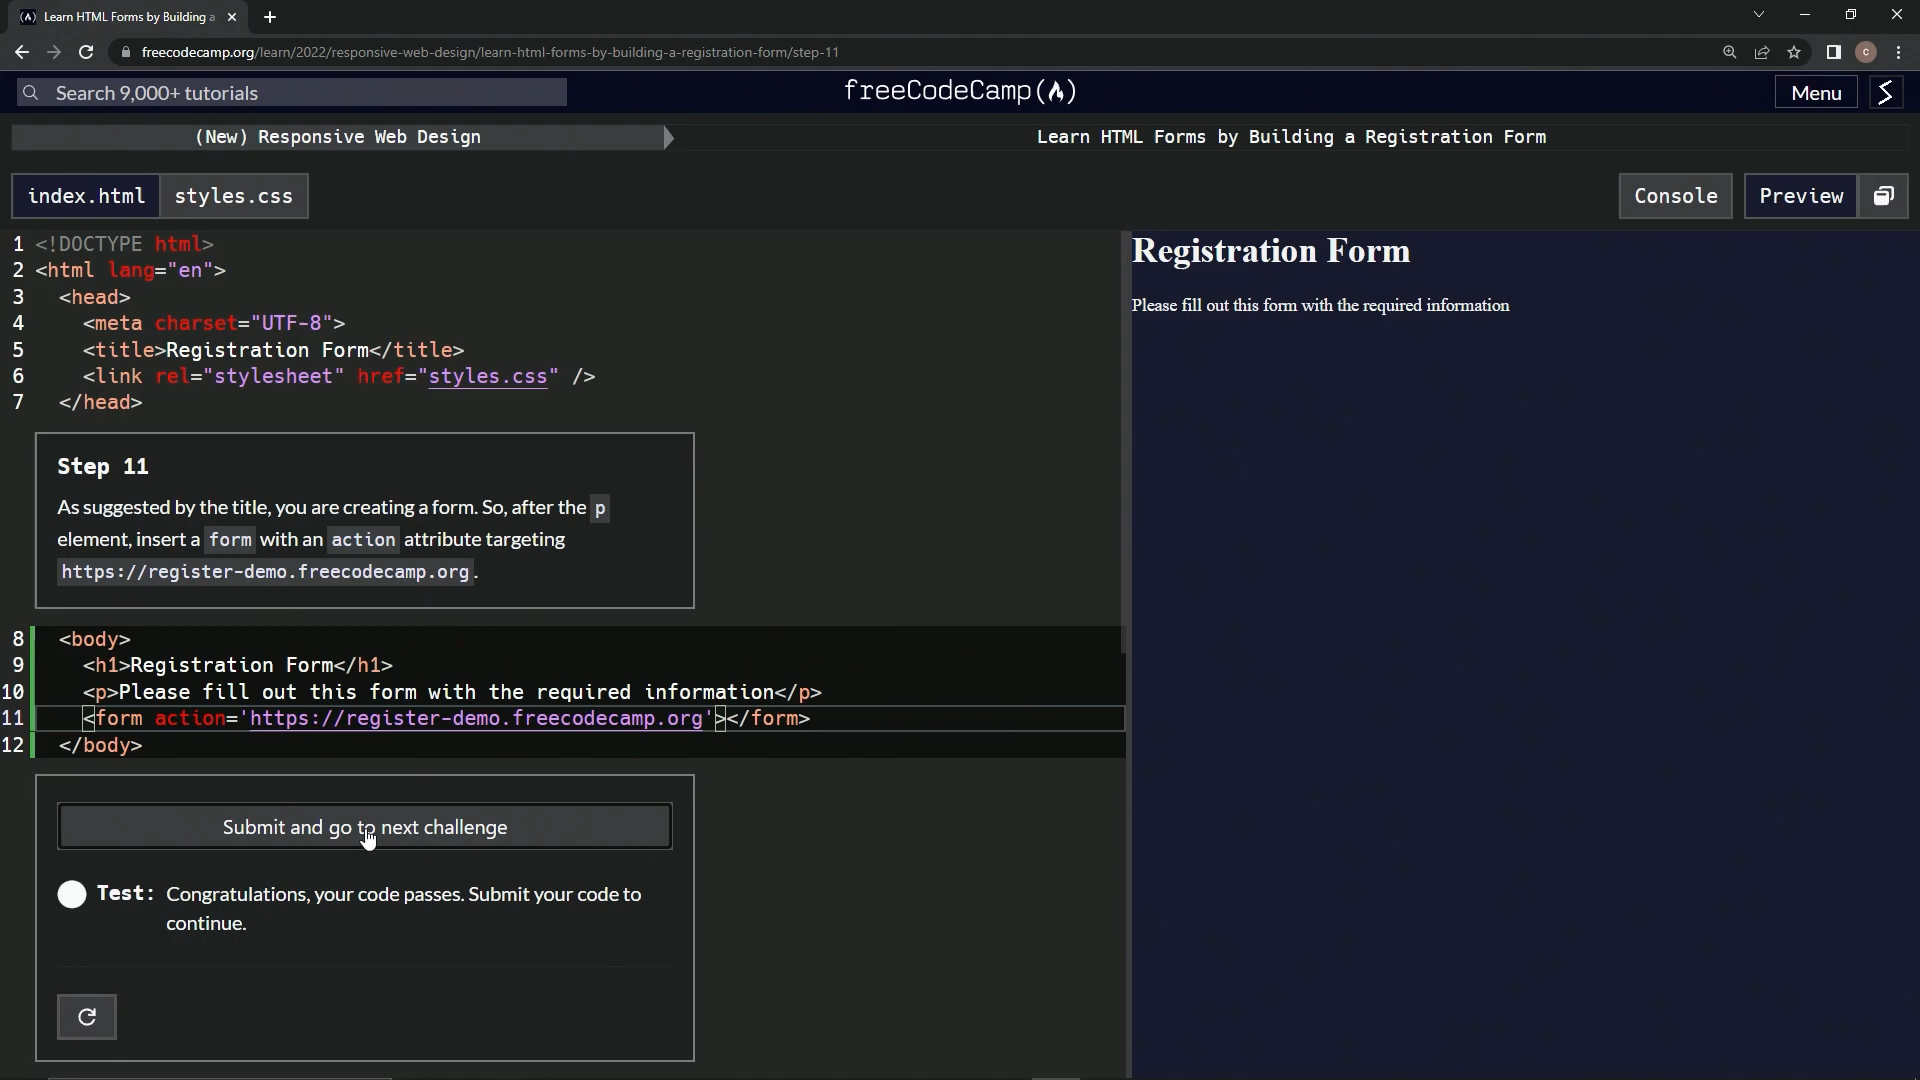 Learn HTML Forms by Building a
freecodecamp.org/learn/2022/responsive-web-design/learn-html-forms-by-building-a-registration-form/step-11
C
Search 9,000+ tutorials
freeCodeCamp
Menu
(New) Responsive Web Design
Learn HTML Forms by Building a Registration Form
index.html
styles.css
Console
Preview
1 <!DOCTYPE html>
2 <html lang="en">
3 <head>
4 <meta charset="UTF-8">
5 <title>Registration Form</title>
6 <link rel="stylesheet" href="styles.css" />
7 </head>
Step 11
As suggested by the title, you are creating a form. So, after the p
element, insert a form with an action attribute targeting
https://register-demo.freecodecamp.org.
8 <body>
9 <h1>Registration Form</h1>
10 <p>Please fill out this form with the required information</p>
11 <form action='https://register-demo.freecodecamp.org'></form>
12 </body>
Submit and go to next challenge
Test: Congratulations, your code passes. Submit your code to
continue.
Registration Form
Please fill out this form with the required information